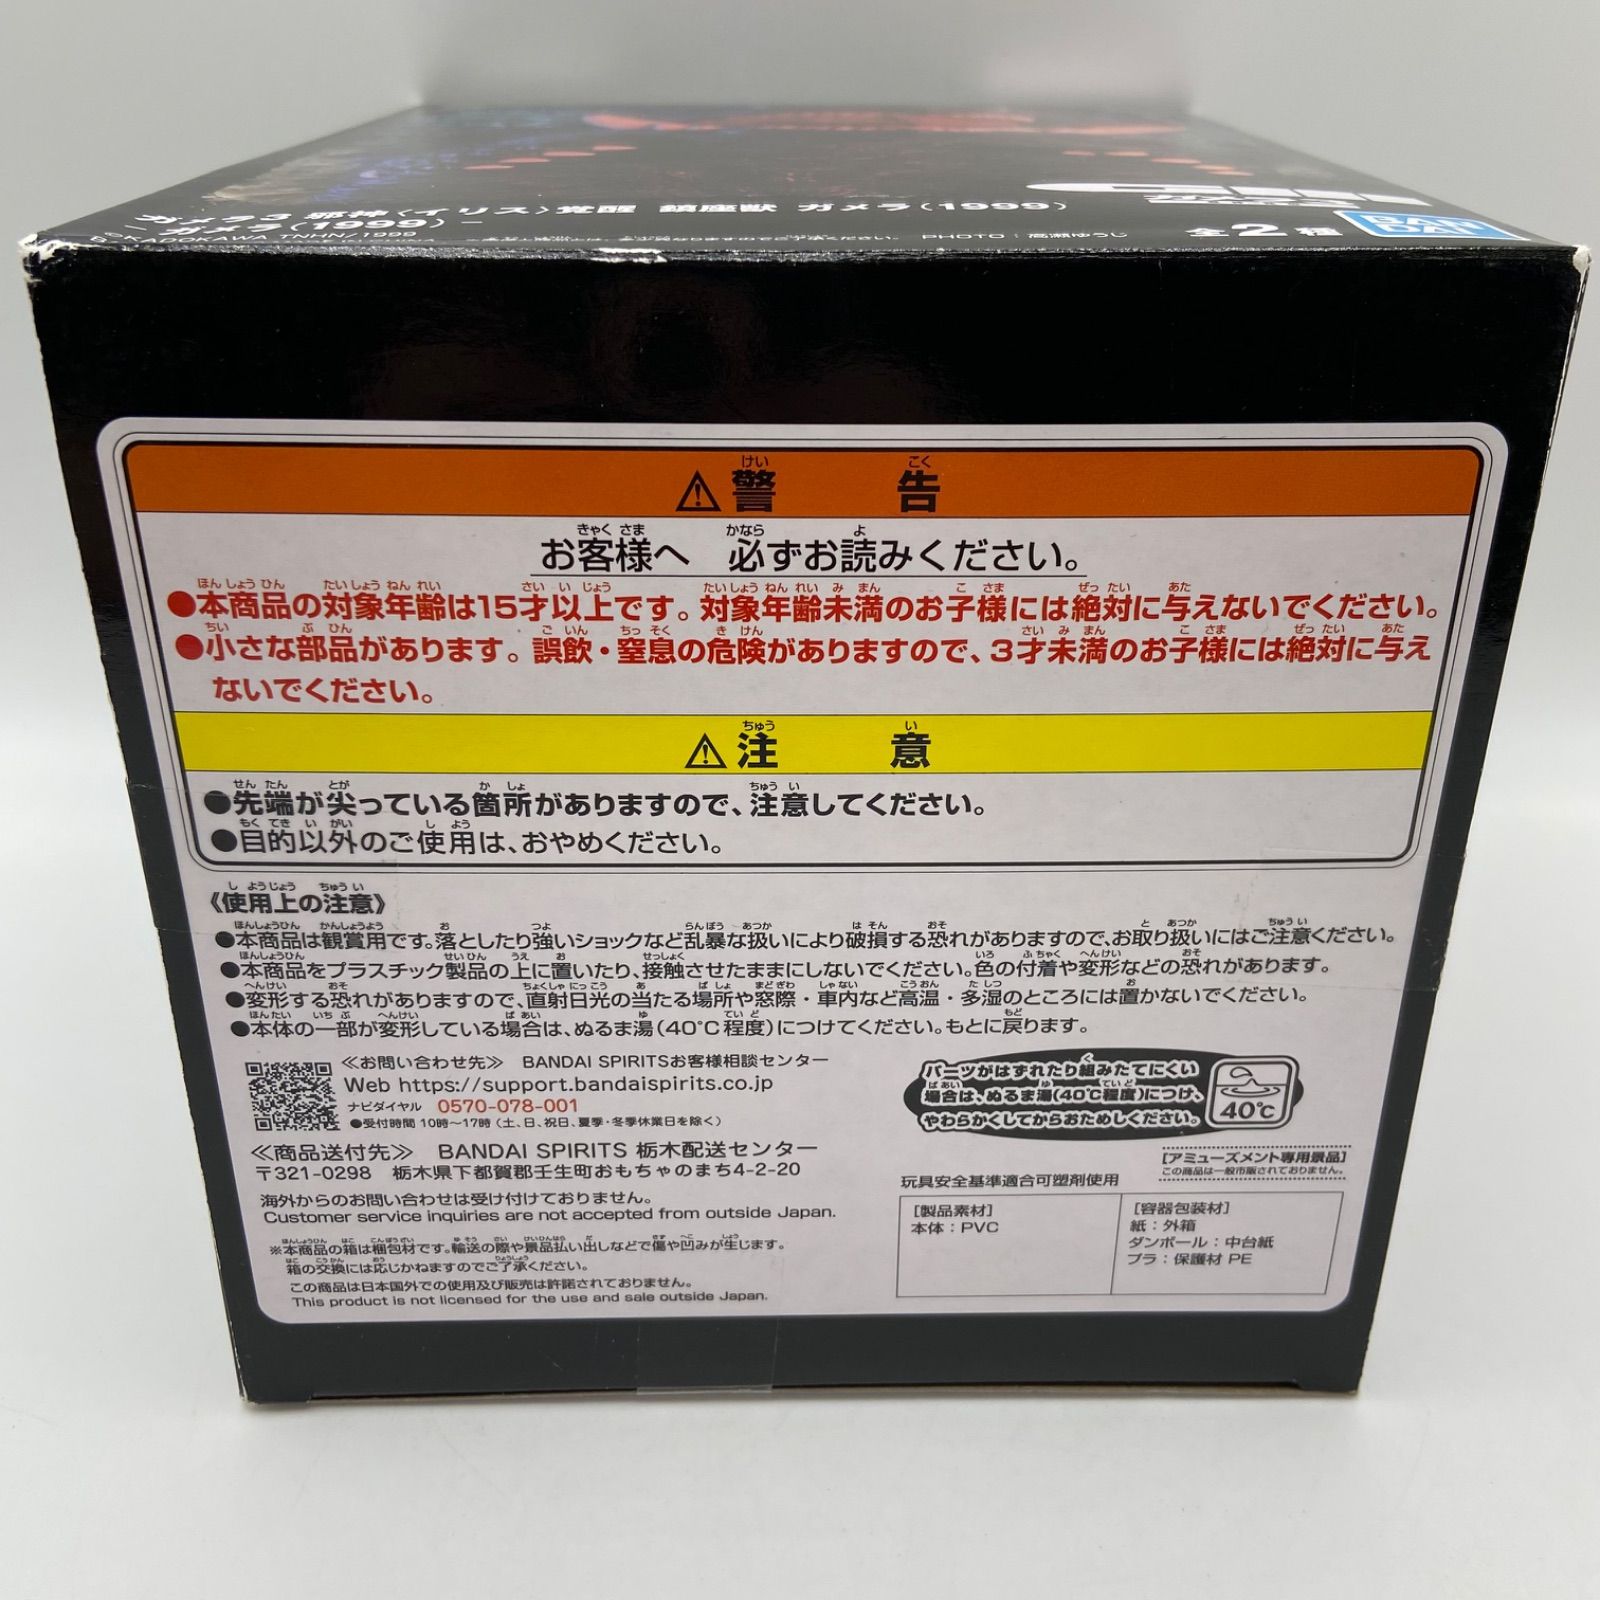 ガメラ3 邪神〈イリス〉覚醒 鎮座獣 ガメラ(1999)
- ガメラ(1999) -
©KADOKAWA TNHN/1999
PHOTO:高瀬ゆうじ
全2種
BANDAI
⚠警告
お客様へ 必ずお読みください。
●本商品の対象年齢は15才以上です。対象年齢未満のお子様には絶対に与えないでください。
●小さな部品があります。誤飲・窒息の危険がありますので、3才未満のお子様には絶対に与え
ないでください。
⚠注意
●先端が尖っている箇所がありますので、注意してください。
●目的以外のご使用は、おやめください。
《使用上の注意》
●本商品は観賞用です。落としたり強いショックなど乱暴な扱いにより破損する恐れがありますので、お取り扱いにはご注意ください。
●本商品をプラスチック製品の上に置いたり、接触させたままにしないでください。色の付着や変形などの恐れがあります。
●変形する恐れがありますので、直射日光の当たる場所や窓際・車内など高温・多湿のところには置かないでください。
●本体の一部が変形している場合は、ぬるま湯(40℃程度)につけてください。もとに戻ります。
≪お問い合わせ先≫ BANDAI SPIRITSお客様相談センター
Web https://support.bandaispirits.co.jp
ナビダイヤル 0570-078-001
●受付時間 10時～17時(土、日、祝日、夏季・冬季休業日を除く)
≪商品送付先≫ BANDAI SPIRITS 栃木配送センター
〒321-0298 栃木県下都賀郡壬生町おもちゃのまち4-2-20
海外からのお問い合わせは受け付けておりません。
Customer service inquiries are not accepted from outside Japan.
※本商品の箱は梱包材です。輸送の際や景品払い出しなどで傷や凹みが生じます。
箱の交換には応じかねますのでご了承ください。
この商品は日本国外での使用及び販売は許諾されておりません。
This product is not licensed for the use and sale outside Japan.
パーツがはずれたり組みたてにくい
場合は、ぬるま湯(40℃程度)につけ、
やわらかくしてからおためしください。
40℃
[アミューズメント専用景品]
この商品は一般市販されておりません。
玩具安全基準適合可塑剤使用
[製品素材]
本体:PVC
[容器包装材]
紙:外箱
ダンボール:中台紙
プラ:保護材 PE